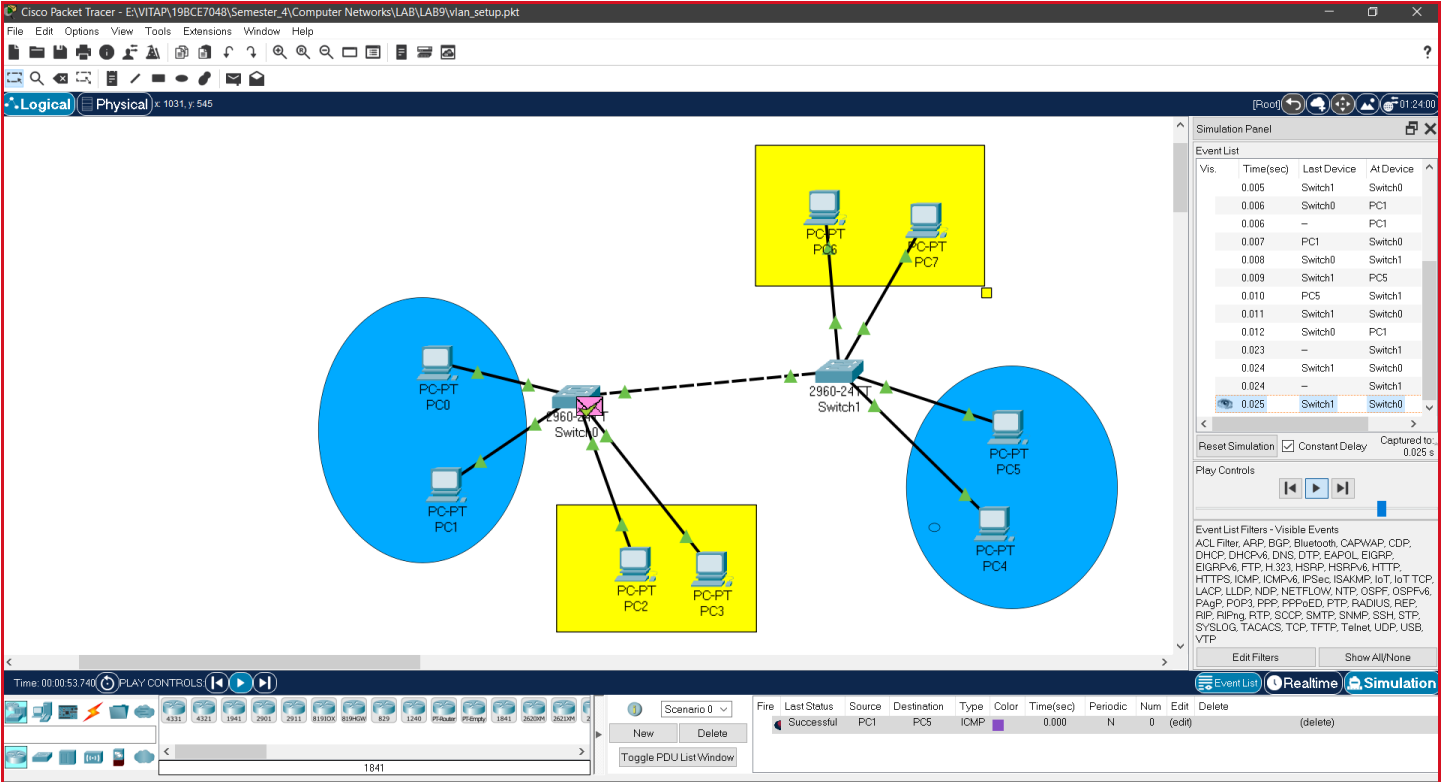 Cisco Packet Tracer - E:\VITAP\19BCE7048\Semester_4\Computer Networks\LAB\LAB9\vlan_setup.pkt
File Edit Options View Tools Extensions Window Help
?
Logical Physical x: 1031, y: 545
[Root] 01:24:00
PC-PT
PC6
PC-PT
PC7
PC-PT
PC0
2960-24TT
Switch0
2960-24TT
Switch1
PC-PT
PC1
PC-PT
PC5
PC-PT
PC4
PC-PT
PC2
PC-PT
PC3
Simulation Panel
Event List
Vis. Time(sec) Last Device At Device
0.005 Switch1 Switch0
0.006 Switch0 PC1
0.006 -- PC1
0.007 PC1 Switch0
0.008 Switch0 Switch1
0.009 Switch1 PC5
0.010 PC5 Switch1
0.011 Switch1 Switch0
0.012 Switch0 PC1
0.023 -- Switch1
0.024 Switch1 Switch0
0.024 -- Switch1
0.025 Switch1 Switch0
Reset Simulation Constant Delay Captured to:
0.025 s
Play Controls
Event List Filters - Visible Events
ACL Filter, ARP, BGP, Bluetooth, CAPWAP, CDP,
DHCP, DHCPv6, DNS, DTP, EAPOL, EIGRP,
EIGRPv6, FTP, H.323, HSRP, HSRPv6, HTTP,
HTTPS, ICMP, ICMPv6, IPSec, ISAKMP, IoT, IoT TCP,
LACP, LLDP, NDP, NETFLOW, NTP, OSPF, OSPFv6,
PAgP, POP3, PPP, PPPoED, PTP, RADIUS, REP,
RIP, RIPng, RTP, SCCP, SMTP, SNMP, SSH, STP,
SYSLOG, TACACS, TCP, TFTP, Telnet, UDP, USB,
VTP
Edit Filters Show All/None
Time: 00:00:53.740 PLAY CONTROLS:
Event List Realtime Simulation
4331 4321 1941 2901 2911 819IOX 819HGW 829 1240 PT-Router PT-Empty 1841 2620XM 2621XM
1841
Scenario 0
New Delete
Toggle PDU List Window
Fire Last Status Source Destination Type Color Time(sec) Periodic Num Edit Delete
Successful PC1 PC5 ICMP 0.000 N 0 (edit) (delete)